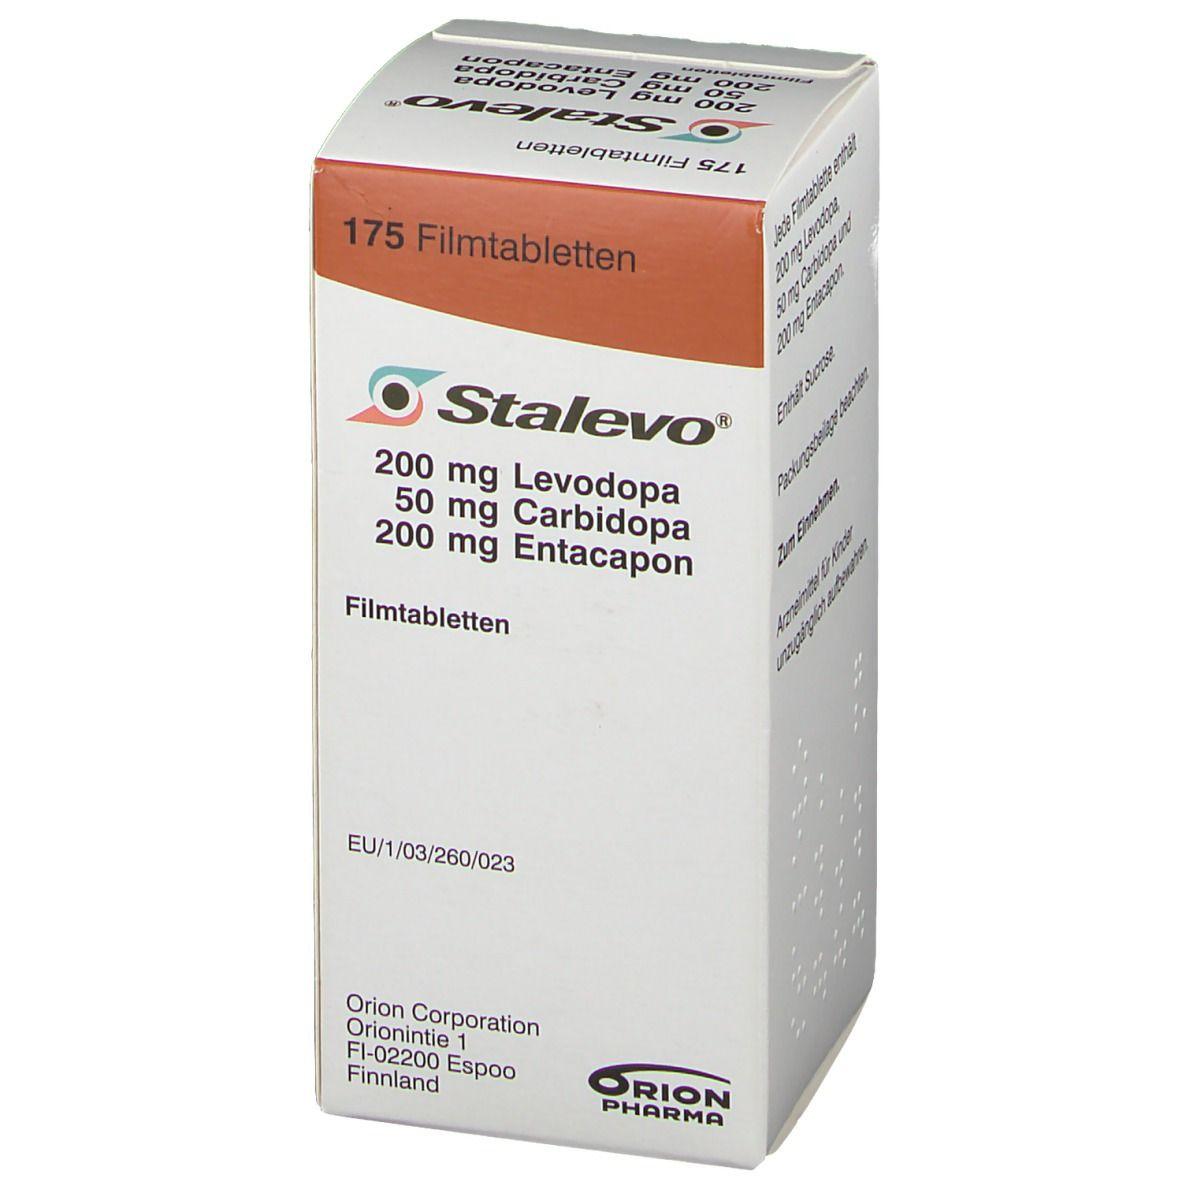 200 mg Levodopa
50 mg Carbidopa
200 mg Entacapon
Filmtabletten
Stalevo®
175 Filmtabletten
175 Filmtabletten
Stalevo®
200 mg Levodopa
50 mg Carbidopa
200 mg Entacapon
Filmtabletten
EU/1/03/260/023
Orion Corporation
Orionintie 1
FI-02200 Espoo
Finnland
ORION
PHARMA
Jede Filmtablette enthält
200 mg Levodopa,
50 mg Carbidopa und
200 mg Entacapon.
Enthält Sucrose.
Packungsbeilage beachten.
Zum Einnehmen.
Arzneimittel für Kinder
unzugänglich aufbewahren.